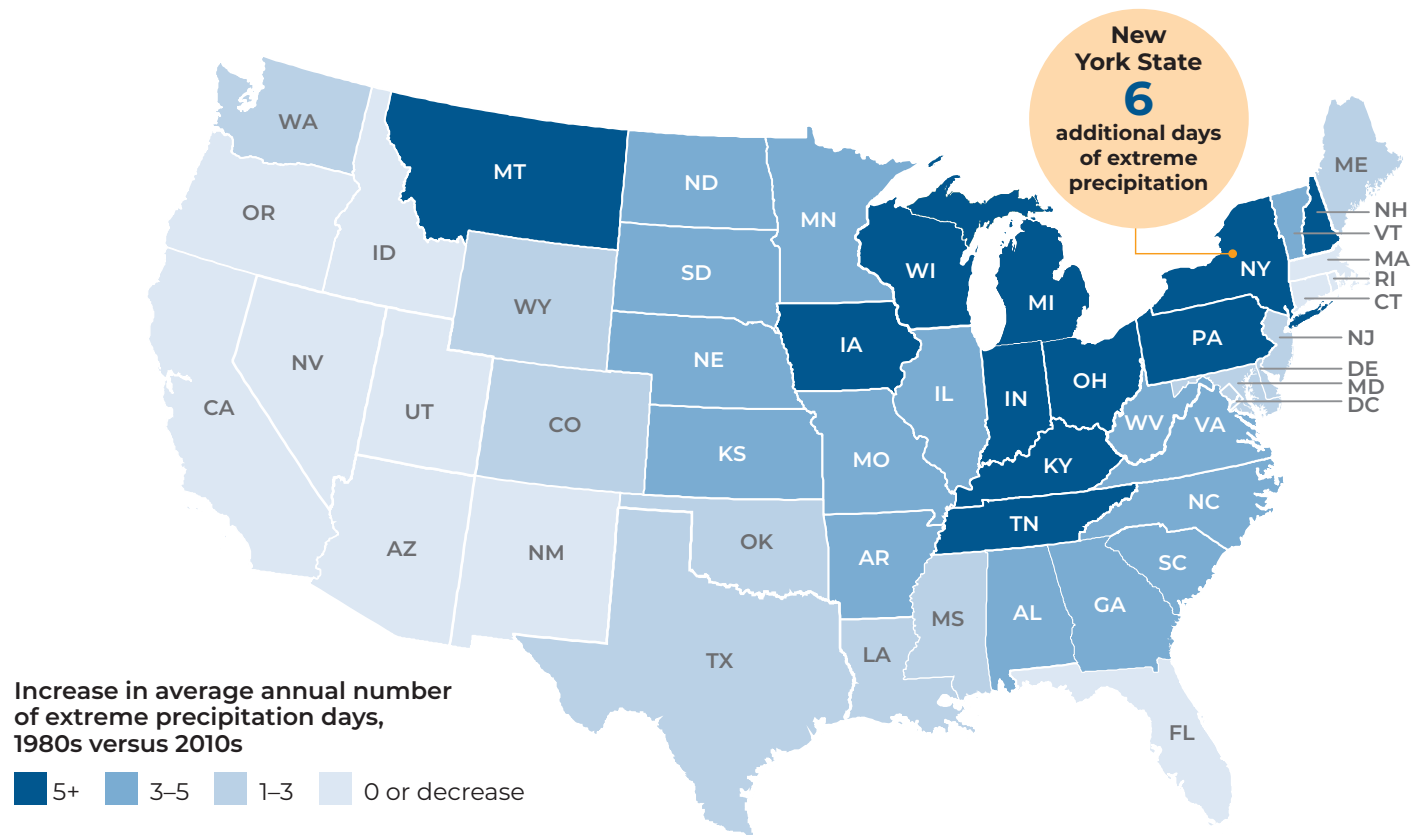 New
York State
6
additional days
of extreme
precipitation
WA
MT
ND
MN
ME
OR
ID
SD
WI
NH
VT
NY
MA
RI
CT
WY
MI
IA
PA
NJ
NV
NE
IL
IN
OH
DE
MD
DC
CA
UT
CO
KS
MO
KY
WV
VA
NC
TN
AZ
NM
OK
AR
SC
MS
AL
GA
TX
LA
FL
Increase in average annual number
of extreme precipitation days,
1980s versus 2010s
5+ 3–5 1–3 0 or decrease